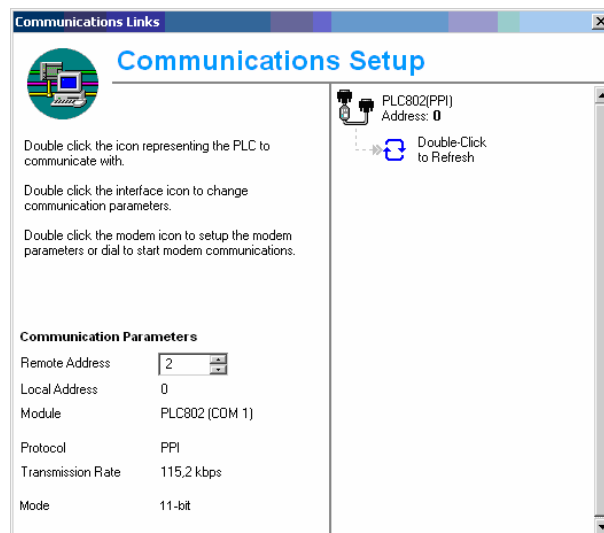 Communications Links
Communications Setup
Double click the icon representing the PLC to
communicate with.
Double click the interface icon to change
communication parameters.
Double click the modem icon to setup the modem
parameters or dial to start modem communications.
Communication Parameters
Remote Address 2
Local Address 0
Module PLC802 (COM 1)
Protocol PPI
Transmission Rate 115,2 kbps
Mode 11-bit
PLC802(PPI)
Address: 0
Double-Click
to Refresh